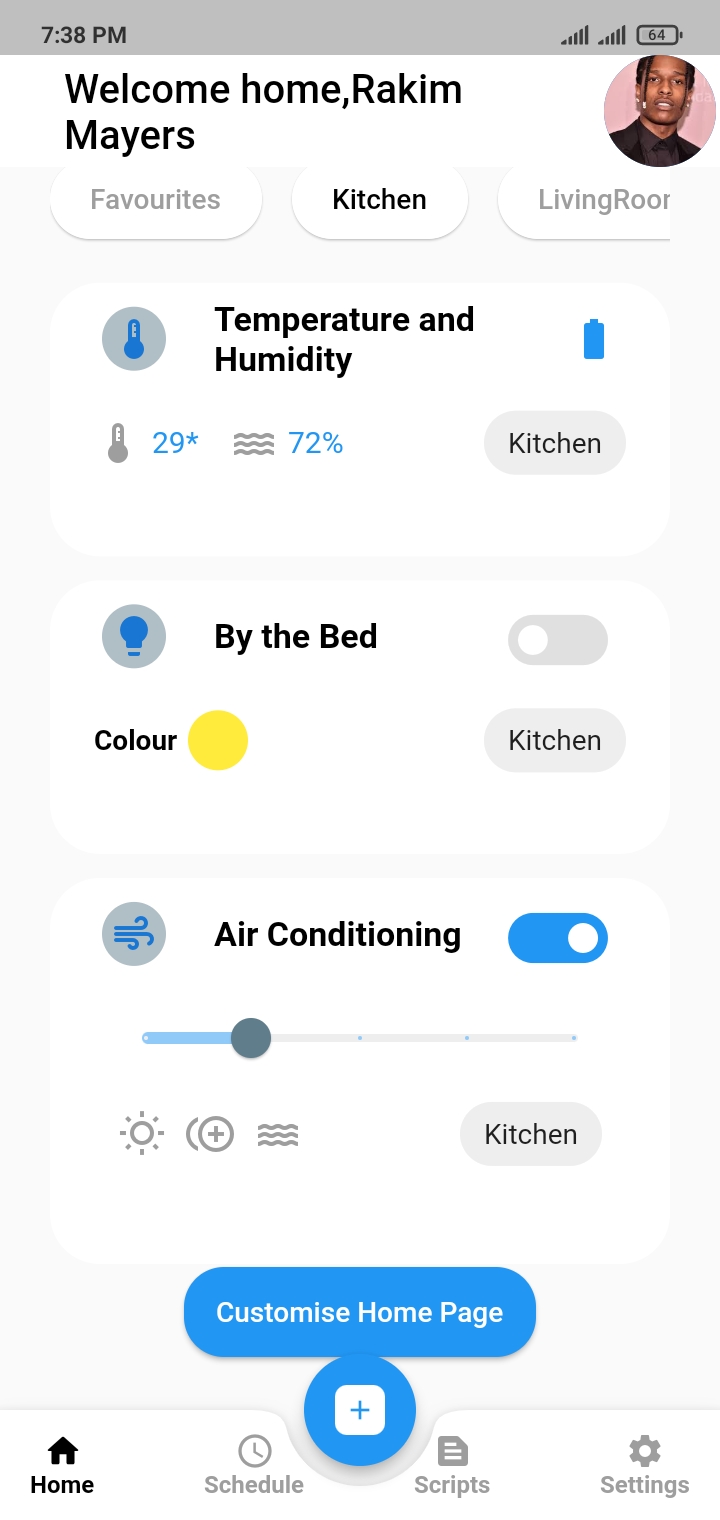 7:38 PM
64
Welcome home,Rakim
Mayers
Favourites
Kitchen
LivingRoor
Temperature and
Humidity
29*
72%
Kitchen
By the Bed
Colour
Kitchen
Air Conditioning
Kitchen
Customise Home Page
Home
Schedule
Scripts
Settings